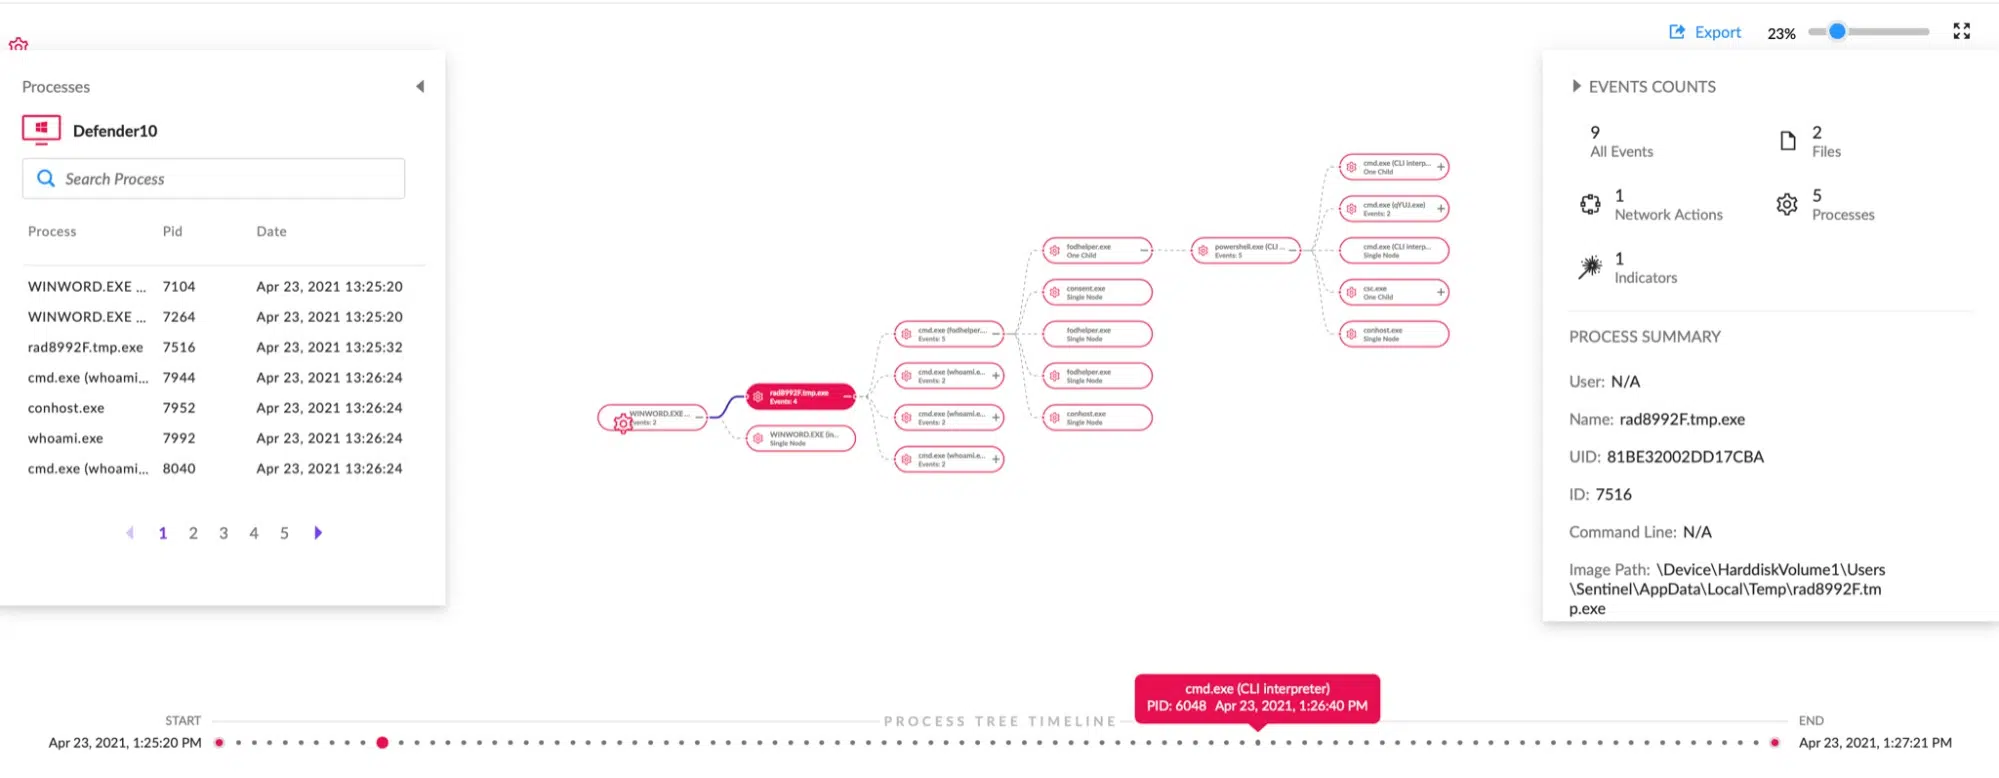 Export 23%
Processes
Defender10
Search Process
Process Pid Date
WINWORD.EXE ... 7104 Apr 23, 2021 13:25:20
WINWORD.EXE ... 7264 Apr 23, 2021 13:25:20
rad8992F.tmp.exe 7516 Apr 23, 2021 13:25:32
cmd.exe (whoami... 7944 Apr 23, 2021 13:26:24
conhost.exe 7952 Apr 23, 2021 13:26:24
whoami.exe 7992 Apr 23, 2021 13:26:24
cmd.exe (whoami... 8040 Apr 23, 2021 13:26:24
1 2 3 4 5
WINWORD.EXE ...
vents: 2
rad8992F.tmp.exe
Events: 4
WINWORD.EXE (in...
Single Node
cmd.exe (fodhelper....
Events: 5
cmd.exe (whoami.e...
Events: 2
cmd.exe (whoami.e...
Events: 2
cmd.exe (whoami.e...
Events: 2
fodhelper.exe
One Child
consent.exe
Single Node
fodhelper.exe
Single Node
fodhelper.exe
Single Node
conhost.exe
Single Node
powershell.exe (CLI ...
Events: 5
cmd.exe (CLI interp...
One Child
cmd.exe (qYUJ.exe)
Events: 2
cmd.exe (CLI interp...
Single Node
csc.exe
One Child
conhost.exe
Single Node
EVENTS COUNTS
9
All Events
2
Files
1
Network Actions
5
Processes
1
Indicators
PROCESS SUMMARY
User: N/A
Name: rad8992F.tmp.exe
UID: 81BE32002DD17CBA
ID: 7516
Command Line: N/A
Image Path: \Device\HarddiskVolume1\Users
\Sentinel\AppData\Local\Temp\rad8992F.tm
p.exe
cmd.exe (CLI interpreter)
PID: 6048 Apr 23, 2021, 1:26:40 PM
START
PROCESS TREE TIMELINE
END
Apr 23, 2021, 1:25:20 PM
Apr 23, 2021, 1:27:21 PM